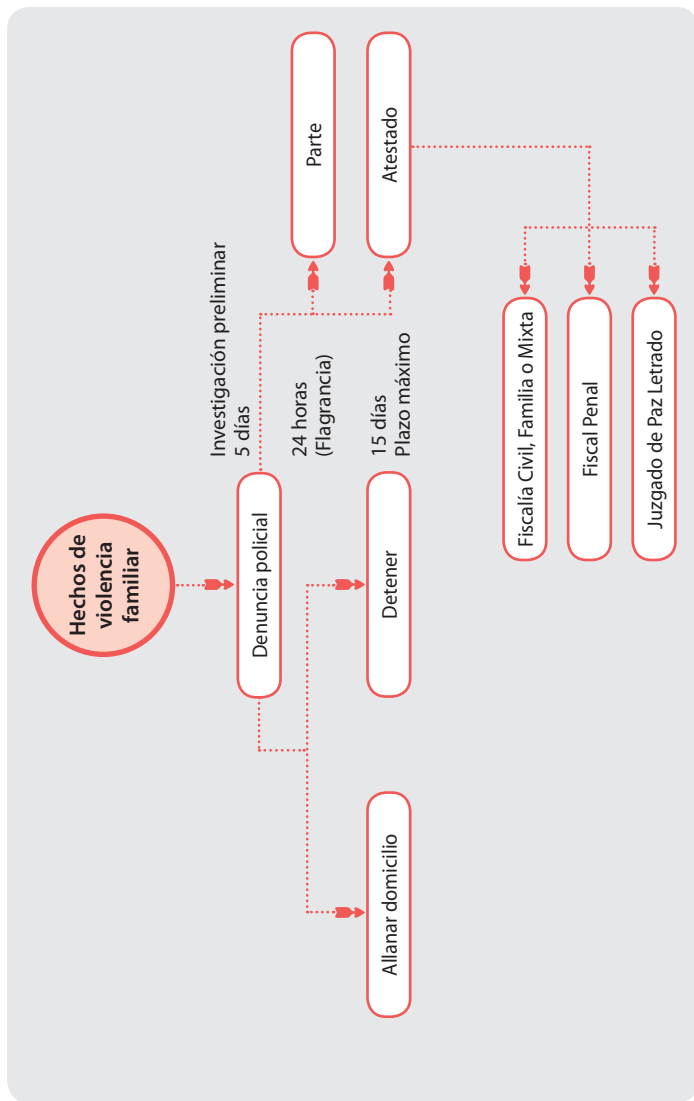 Hechos de
violencia
familiar
Denuncia policial
Investigación preliminar
5 días
24 horas
(Flagrancia)
15 días
Plazo máximo
Parte
Atestado
Allanar domicilio
Detener
Fiscalía Civil, Familia o Mixta
Fiscal Penal
Juzgado de Paz Letrado